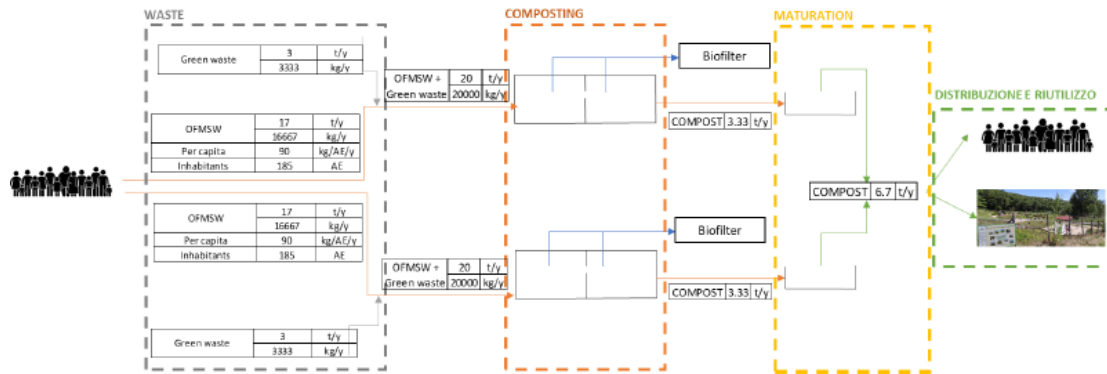 WASTE
COMPOSTING
MATURATION
Green waste 3 t/y
3333 kg/y
OFMSW + 20 t/y
Green waste 20000 kg/y
Biofilter
OFMSW 17 t/y
16667 kg/y
Per capita 90 kg/AE/y
Inhabitants 185 AE
COMPOST 3.33 t/y
DISTRIBUZIONE E RIUTILIZZO
COMPOST 6.7 t/y
OFMSW 17 t/y
16667 kg/y
Per capita 90 kg/AE/y
Inhabitants 185 AE
Biofilter
OFMSW + 20 t/y
Green waste 20000 kg/y
COMPOST 3.33 t/y
Green waste 3 t/y
3333 kg/y